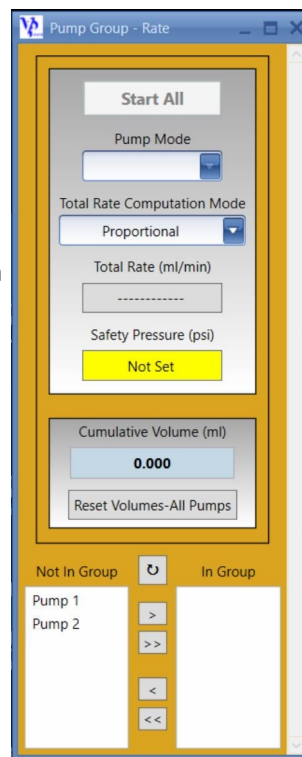 Pump Group - Rate
Start All
Pump Mode
Total Rate Computation Mode
Proportional
Total Rate (ml/min)
------------
Safety Pressure (psi)
Not Set
Cumulative Volume (ml)
0.000
Reset Volumes-All Pumps
Not In Group ↻ In Group
Pump 1
Pump 2
>
>>
<
<<